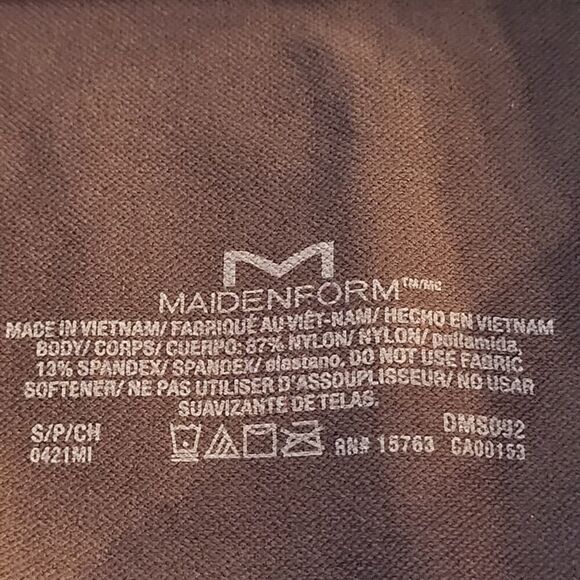 M
MAIDENFORM™/MC
MADE IN VIETNAM/ FABRIQUÉ AU VIÊT-NAM/ HECHO EN VIETNAM
BODY/ CORPS/ CUERPO: 87% NYLON/ NYLON/ poliamida,
13% SPANDEX/ SPANDEX/ elastano. DO NOT USE FABRIC
SOFTENER/ NE PAS UTILISER D'ASSOUPLISSEUR/ NO USAR
SUAVIZANTE DE TELAS.
S/P/CH DMS092
0421MI RN# 15763 CA00153